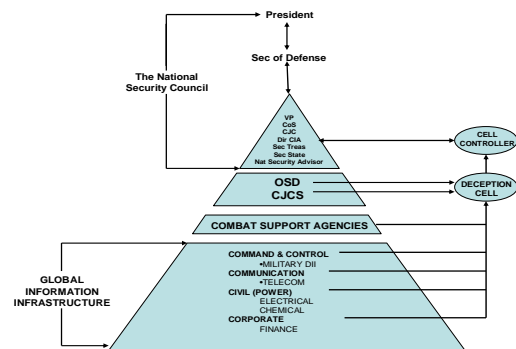 President
Sec of Defense
The National
Security Council
VP
CoS
CJC
Dir CIA
Sec Treas
Sec State
Nat Security Advisor
CELL
CONTROLLER
OSD
CJCS
DECEPTION
CELL
COMBAT SUPPORT AGENCIES
GLOBAL
INFORMATION
INFRASTRUCTURE
COMMAND & CONTROL
•MILITARY DII
COMMUNICATION
•TELECOM
CIVIL (POWER)
ELECTRICAL
CHEMICAL
CORPORATE
FINANCE